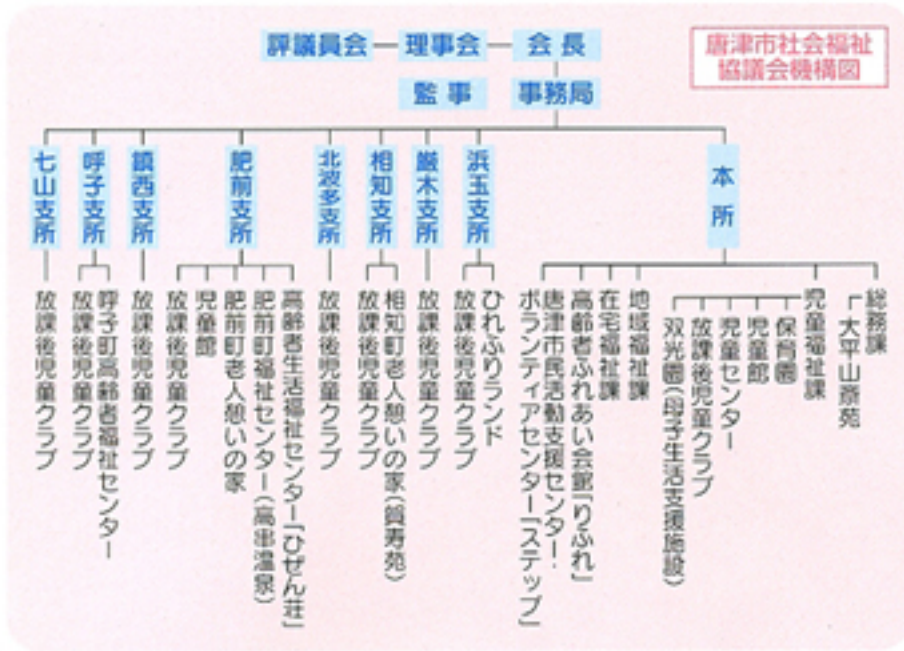 唐津市社会福祉
協議会機構図
評議員会
理事会
会長
監事
事務局
本所
総務課
大平山斎苑
児童福祉課
保育園
児童館
児童センター
放課後児童クラブ
双光園(母子生活支援施設)
地域福祉課
在宅福祉課
高齢者ふれあい会館「りふれ」
唐津市民活動支援センター・
ボランティアセンター「ステップ」
浜玉支所
ひれふりランド
放課後児童クラブ
厳木支所
放課後児童クラブ
相知支所
相知町老人憩いの家(賀寿苑)
放課後児童クラブ
北波多支所
放課後児童クラブ
肥前支所
高齢者生活福祉センター「ひぜん荘」
肥前町福祉センター(高串温泉)
肥前町老人憩いの家
児童館
放課後児童クラブ
鎮西支所
放課後児童クラブ
呼子支所
呼子町高齢者福祉センター
放課後児童クラブ
七山支所
放課後児童クラブ